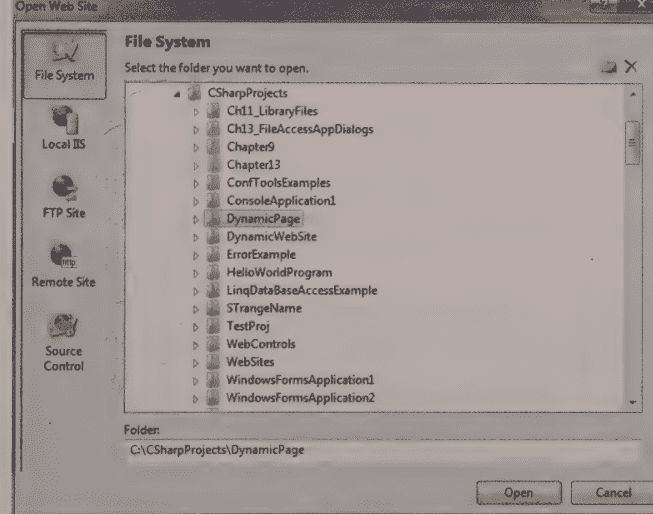 Open Web Site
File System
Select the folder you want to open.
File System
Local IIS
FTP Site
http
Remote Site
Source
Control
CSharpProjects
Ch11_LibraryFiles
Ch13_FileAccessAppDialogs
Chapter9
Chapter13
ConfToolsExamples
ConsoleApplication1
DynamicPage
DynamicWebSite
ErrorExample
HelloWorldProgram
LinqDataBaseAccessExample
STrangeName
TestProj
WebControls
WebSites
WindowsFormsApplication1
WindowsFormsApplication2
Folder:
C:\CSharpProjects\DynamicPage
Open
Cancel